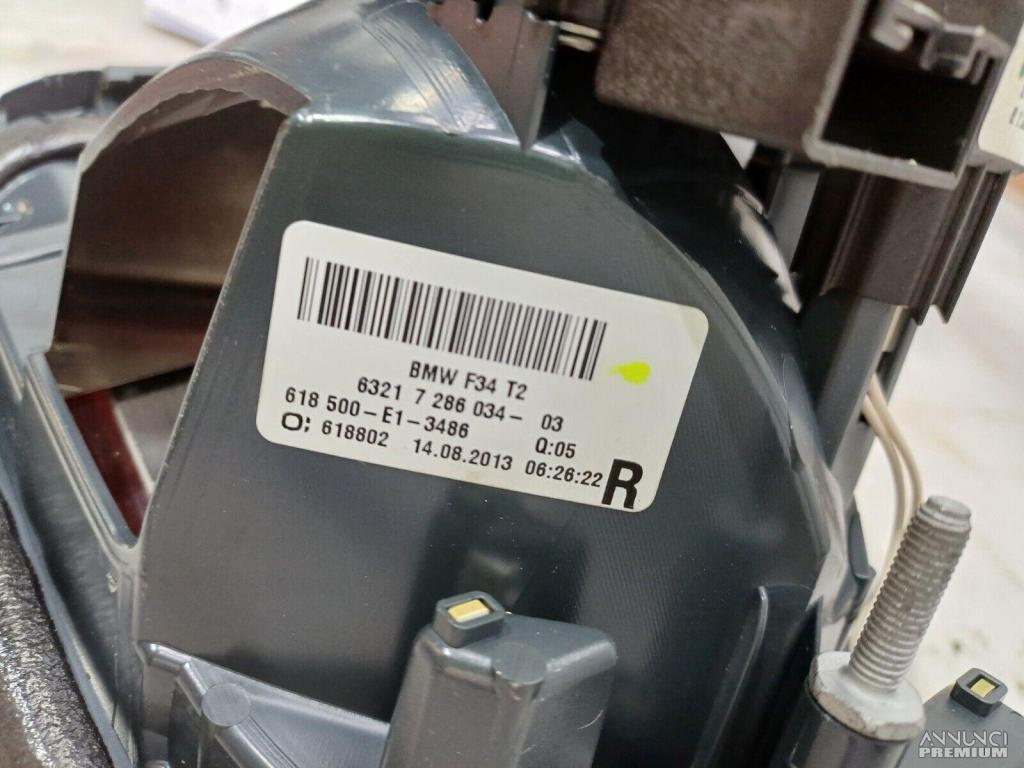 BMW F34 T2
6321 7 286 034- 03
618 500-E1-3486 Q:05
O; 618802 14.08.2013 06:26:22 R
ANNUNCI
PREMIUM